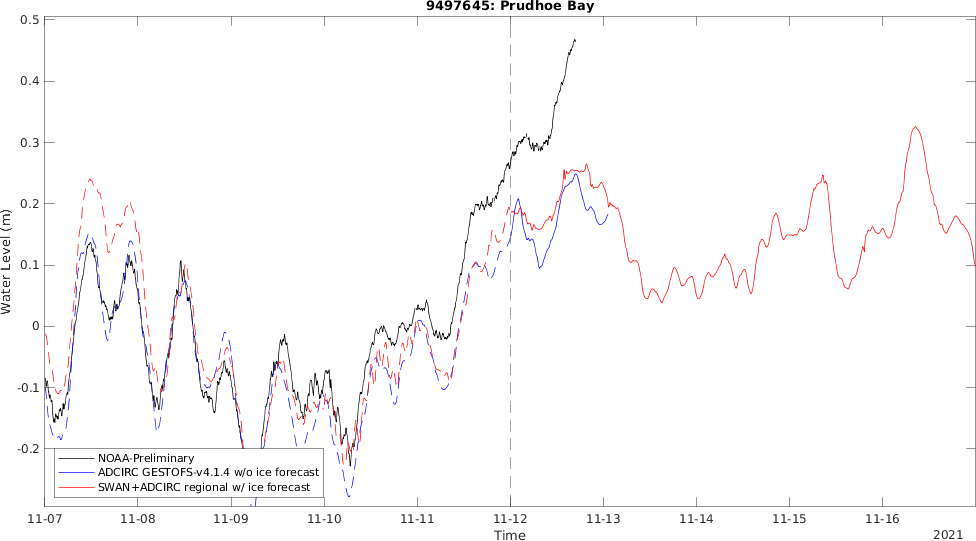 9497645: Prudhoe Bay
0.5
0.4
0.3
0.2
0.1
0
-0.1
-0.2
Water Level (m)
NOAA-Preliminary
ADCIRC GESTOFS-v4.1.4 w/o ice forecast
SWAN+ADCIRC regional w/ ice forecast
11-07 11-08 11-09 11-10 11-11 11-12 11-13 11-14 11-15 11-16
Time
2021